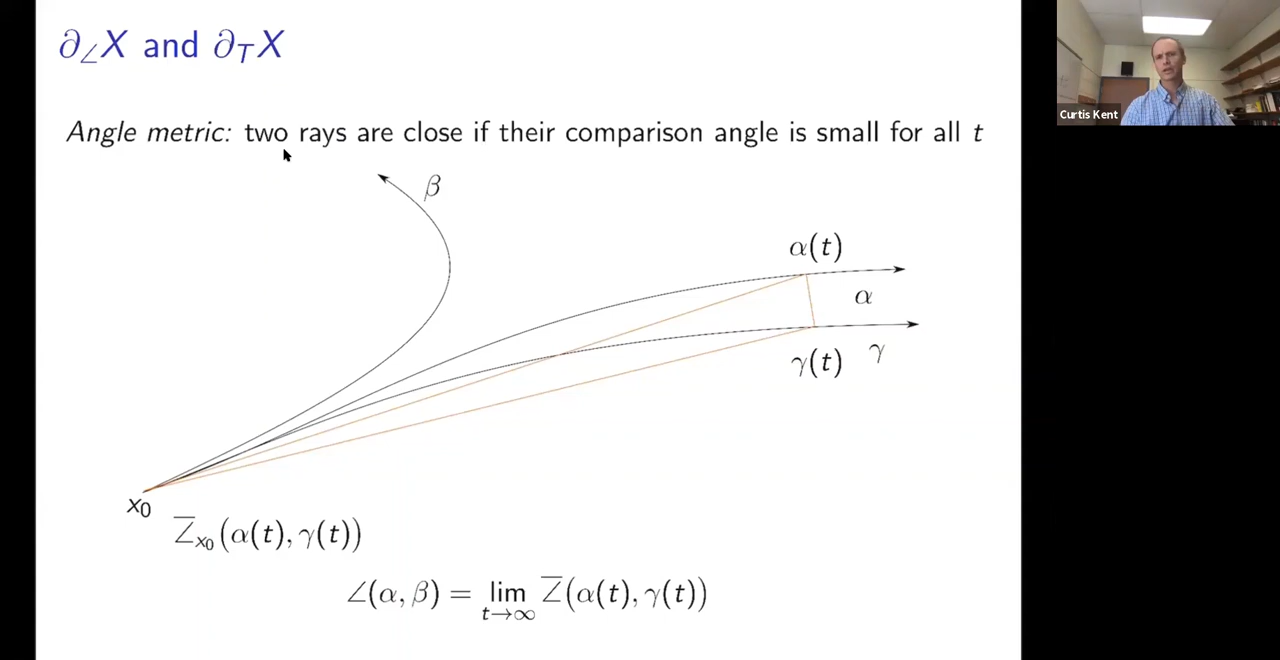 ∂∠X and ∂TX
Curtis Kent
Angle metric: two rays are close if their comparison angle is small for all t
β
α(t)
α
γ(t) γ
x0
∠̅x0(α(t), γ(t))
∠(α, β) = lim t→∞ ∠̅(α(t), γ(t))